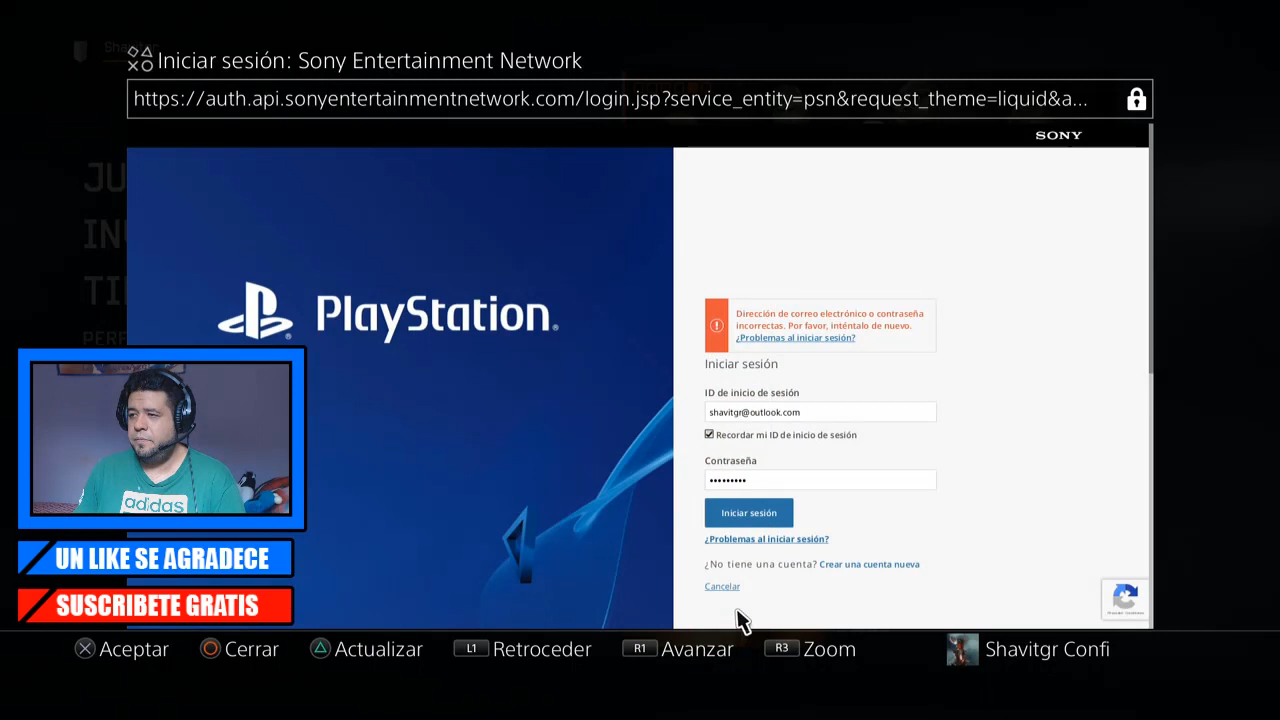 Iniciar sesión: Sony Entertainment Network
https://auth.api.sonyentertainmentnetwork.com/login.jsp?service_entity=psn&request_theme=liquid&a...
SONY
PlayStation®
Dirección de correo electrónico o contraseña
incorrectas. Por favor, inténtalo de nuevo.
¿Problemas al iniciar sesión?
Iniciar sesión
ID de inicio de sesión
shavitgr@outlook.com
Recordar mi ID de inicio de sesión
Contraseña
•••••••••
Iniciar sesión
¿Problemas al iniciar sesión?
¿No tiene una cuenta? Crear una cuenta nueva
Cancelar
adidas
UN LIKE SE AGRADECE
SUSCRIBETE GRATIS
Aceptar
Cerrar
Actualizar
L1 Retroceder
R1 Avanzar
R3 Zoom
Shavitgr Confi